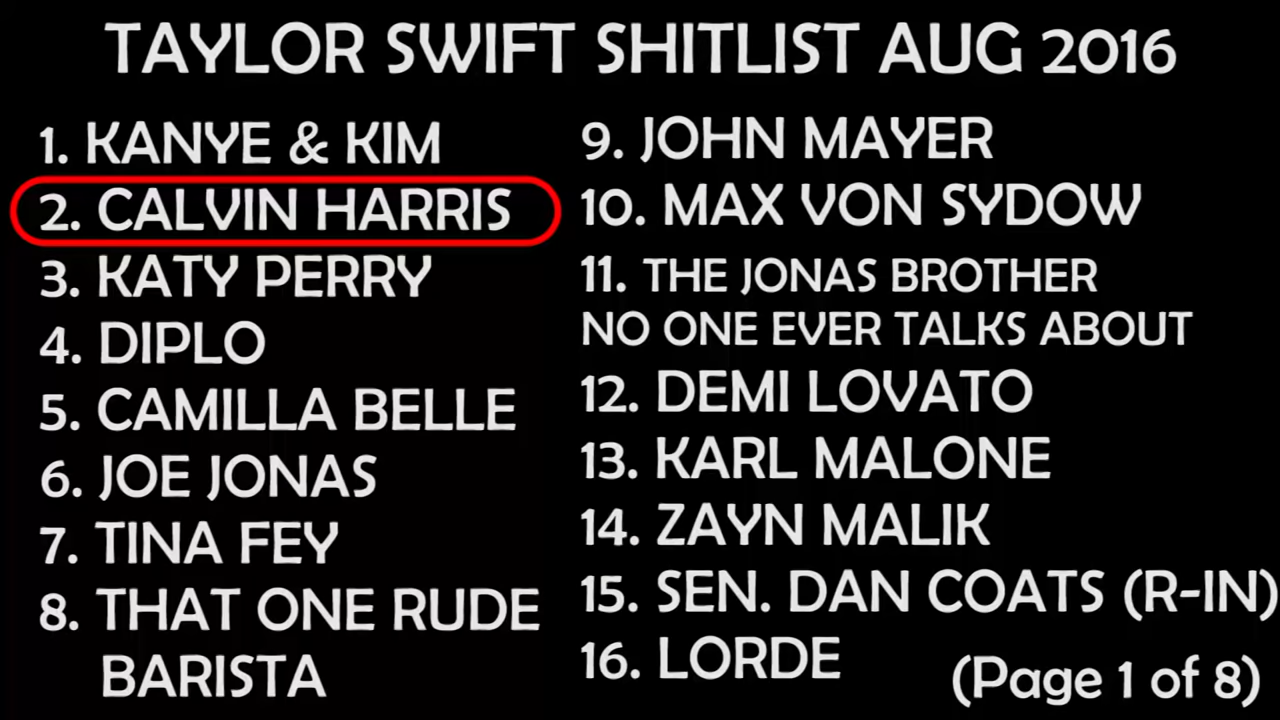 TAYLOR SWIFT SHITLIST AUG 2016
1. KANYE & KIM
2. CALVIN HARRIS
3. KATY PERRY
4. DIPLO
5. CAMILLA BELLE
6. JOE JONAS
7. TINA FEY
8. THAT ONE RUDE
BARISTA
9. JOHN MAYER
10. MAX VON SYDOW
11. THE JONAS BROTHER
NO ONE EVER TALKS ABOUT
12. DEMI LOVATO
13. KARL MALONE
14. ZAYN MALIK
15. SEN. DAN COATS (R-IN)
16. LORDE
(Page 1 of 8)